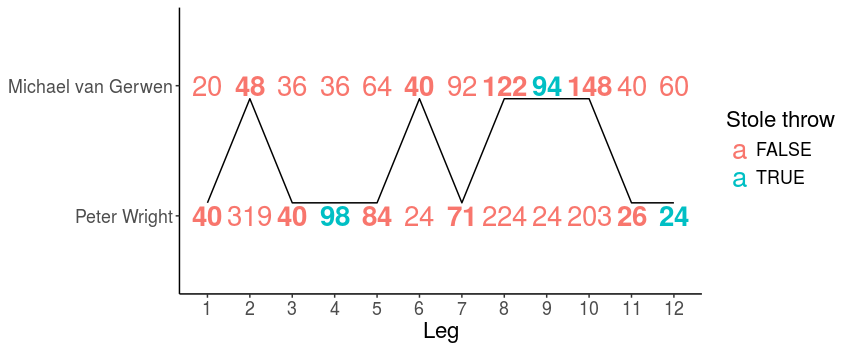 Michael van Gerwen 20 48 36 36 64 40 92 122 94 148 40 60
Stole throw
a FALSE
a TRUE
Peter Wright 40 319 40 98 84 24 71 224 24 203 26 24
1 2 3 4 5 6 7 8 9 10 11 12
Leg